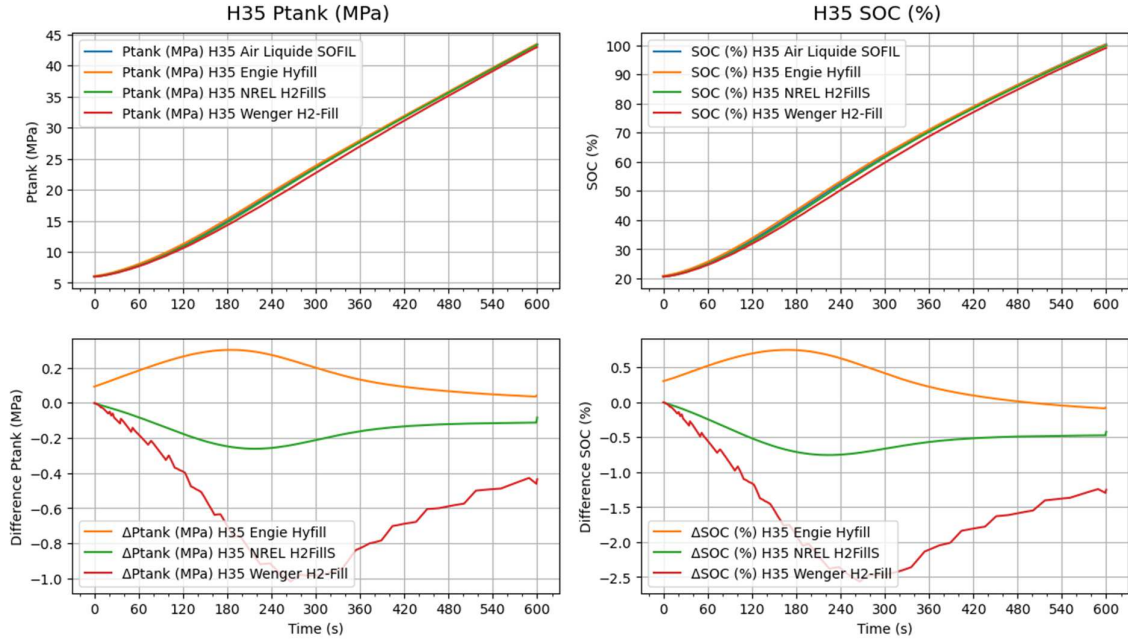 H35 Ptank (MPa)
45
40
35
30
25
20
15
10
5
Ptank (MPa)
Ptank (MPa) H35 Air Liquide SOFIL
Ptank (MPa) H35 Engie Hyfill
Ptank (MPa) H35 NREL H2FillS
Ptank (MPa) H35 Wenger H2-Fill
0 60 120 180 240 300 360 420 480 540 600
H35 SOC (%)
100
90
80
70
60
50
40
30
20
SOC (%)
SOC (%) H35 Air Liquide SOFIL
SOC (%) H35 Engie Hyfill
SOC (%) H35 NREL H2FillS
SOC (%) H35 Wenger H2-Fill
0 60 120 180 240 300 360 420 480 540 600
0.2
0.0
−0.2
−0.4
−0.6
−0.8
−1.0
Difference Ptank (MPa)
ΔPtank (MPa) H35 Engie Hyfill
ΔPtank (MPa) H35 NREL H2FillS
ΔPtank (MPa) H35 Wenger H2-Fill
0 60 120 180 240 300 360 420 480 540 600
Time (s)
0.5
0.0
−0.5
−1.0
−1.5
−2.0
−2.5
Difference SOC (%)
ΔSOC (%) H35 Engie Hyfill
ΔSOC (%) H35 NREL H2FillS
ΔSOC (%) H35 Wenger H2-Fill
0 60 120 180 240 300 360 420 480 540 600
Time (s)